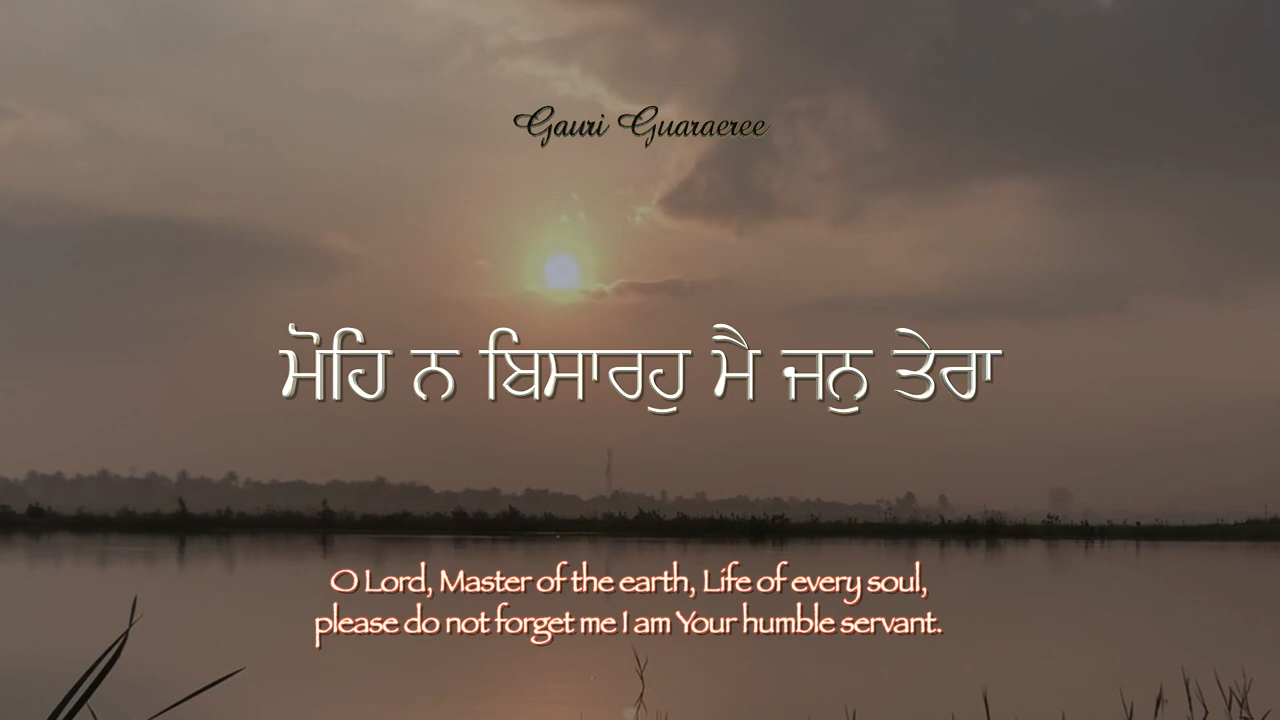 Gauri Guaraeree
ਮੋਹਿ ਨ ਬਿਸਾਰਹੁ ਮੈ ਜਨੁ ਤੇਰਾ
O Lord, Master of the earth, Life of every soul,
please do not forget me I am Your humble servant.